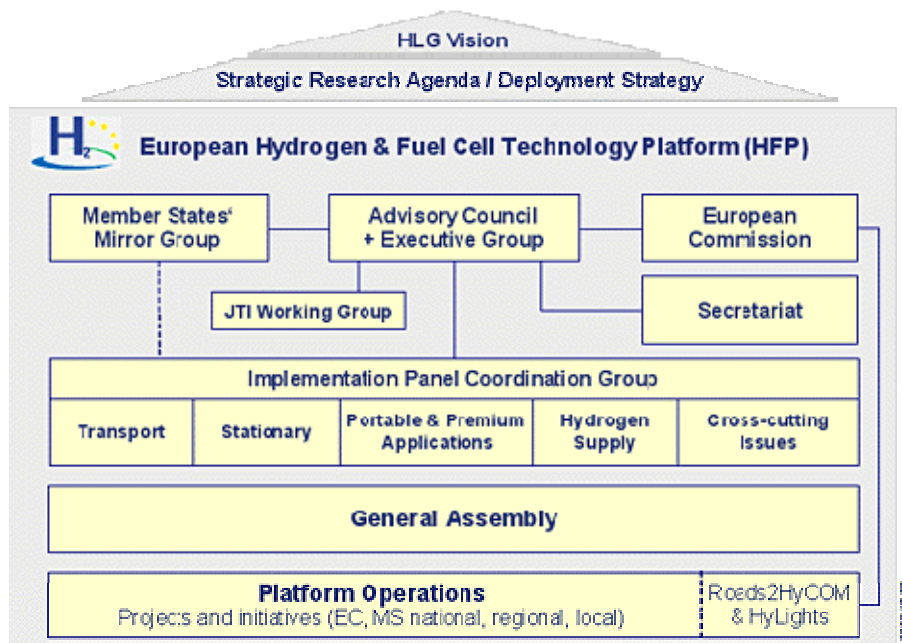 HLG Vision
Strategic Research Agenda / Deployment Strategy
H2
European Hydrogen & Fuel Cell Technology Platform (HFP)
Member States'
Mirror Group
Advisory Council
+ Executive Group
European
Commission
JTI Working Group
Secretariat
Implementation Panel Coordination Group
Transport
Stationary
Portable & Premium
Applications
Hydrogen
Supply
Cross-cutting
Issues
General Assembly
Platform Operations
Projects and initiatives (EC, MS national, regional, local)
Roads2HyCOM
& HyLights